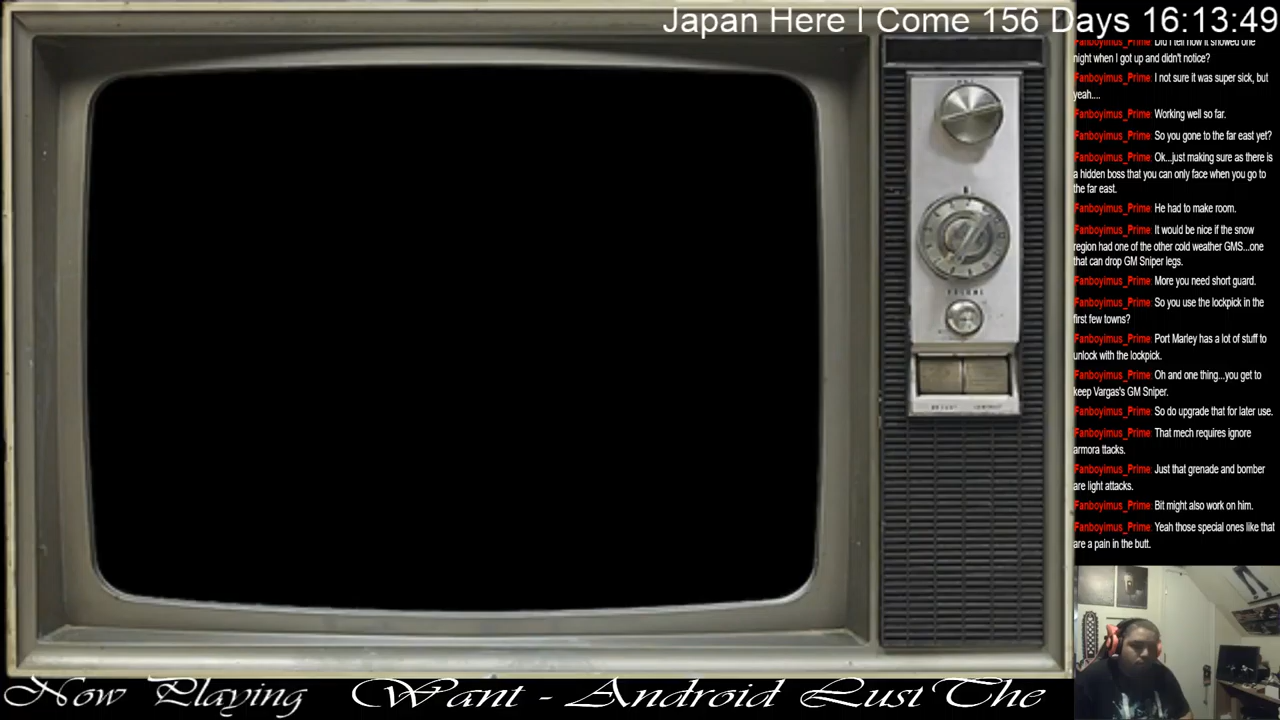 Japan Here I Come 156 Days 16:13:49
Fanboyimus_Prime: Did I tell how it showed one
night when I got up and didn't notice?
Fanboyimus_Prime: I not sure it was super sick, but
yeah....
Fanboyimus_Prime: Working well so far.
Fanboyimus_Prime: So you gone to the far east yet?
Fanboyimus_Prime: Ok...just making sure as there is
a hidden boss that you can only face when you go to
the far east.
Fanboyimus_Prime: He had to make room.
Fanboyimus_Prime: It would be nice if the snow
region had one of the other cold weather GMS...one
that can drop GM Sniper legs.
Fanboyimus_Prime: More you need short guard.
Fanboyimus_Prime: So you use the lockpick in the
first few towns?
Fanboyimus_Prime: Port Marley has a lot of stuff to
unlock with the lockpick.
Fanboyimus_Prime: Oh and one thing...you get to
keep Vargas's GM Sniper.
Fanboyimus_Prime: So do upgrade that for later use.
Fanboyimus_Prime: That mech requires ignore
armora ttacks.
Fanboyimus_Prime: Just that grenade and bomber
are light attacks.
Fanboyimus_Prime: Bit might also work on him.
Fanboyimus_Prime: Yeah those special ones like that
are a pain in the butt.
VOLUME
Now Playing Want - Android Lust The